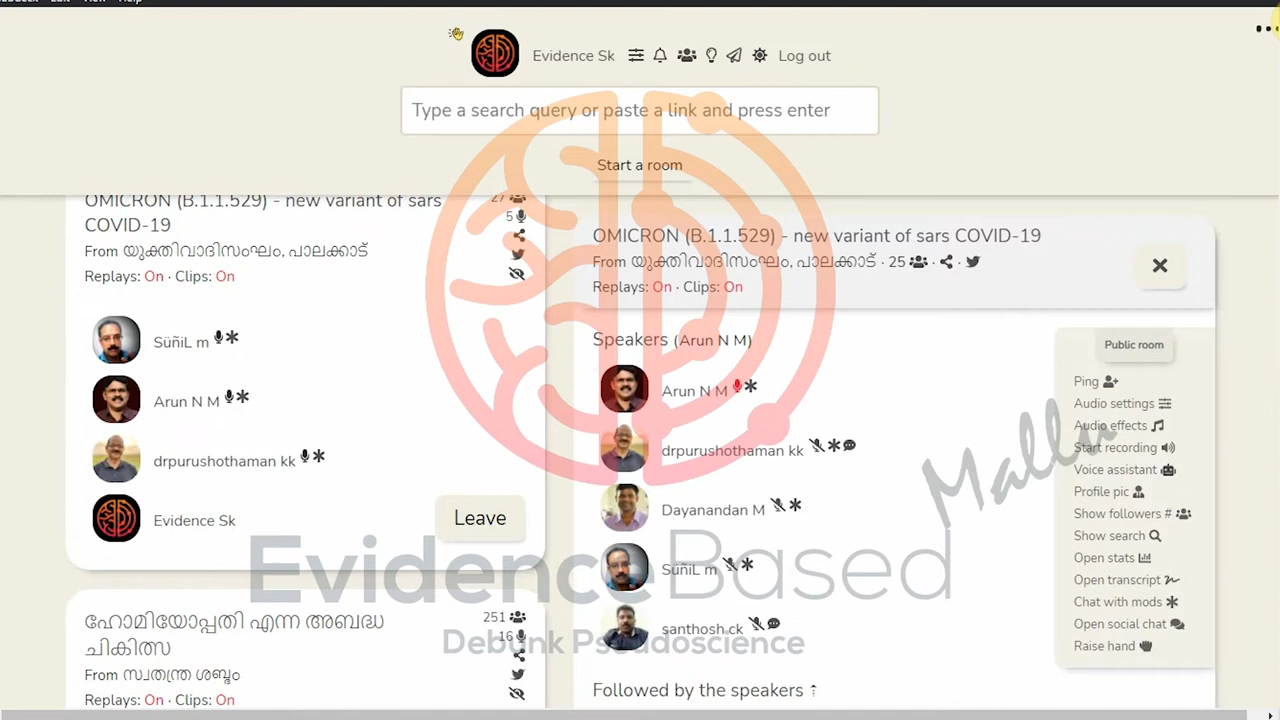 Edit View Help
Evidence Sk Log out
Type a search query or paste a link and press enter
Start a room
OMICRON (B.1.1.529) - new variant of sars
COVID-19
27
5
From യുക്തിവാദിസംഘം, പാലക്കാട്
Replays: On · Clips: On
SüñiL m
Arun N M
drpurushothaman kk
Evidence Sk
Leave
ഹോമിയോപ്പതി എന്ന അബദ്ധ
ചികിത്സ
251
16
From സ്വതന്ത്ര ശബ്ദം
Replays: On · Clips: On
OMICRON (B.1.1.529) - new variant of sars COVID-19
From യുക്തിവാദിസംഘം, പാലക്കാട് · 25 · ·
Replays: On · Clips: On
Speakers (Arun N M)
Arun N M
drpurushothaman kk
Dayanandan M
SüñiL m
santhosh ck
Followed by the speakers
Public room
Ping
Audio settings
Audio effects
Start recording
Voice assistant
Profile pic
Show followers #
Show search
Open stats
Open transcript
Chat with mods
Open social chat
Raise hand
Mallu
EvidenceBased
Debunk Pseudoscience